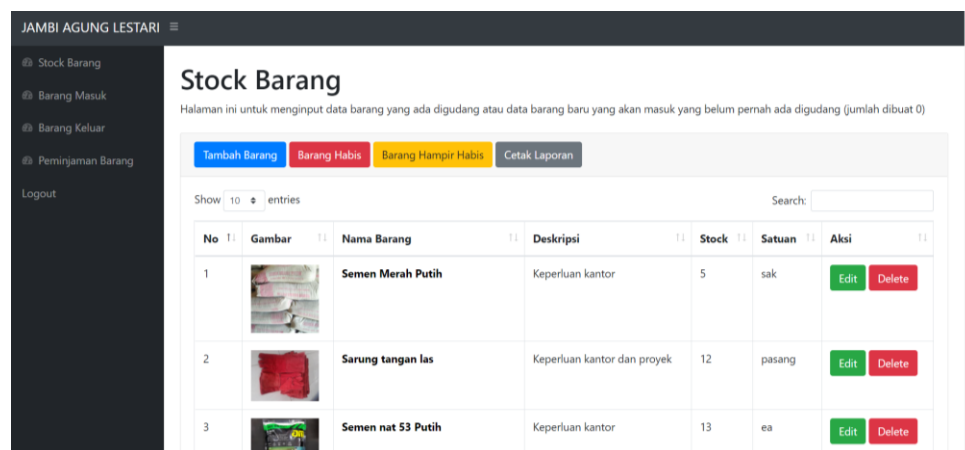 JAMBI AGUNG LESTARI
Stock Barang
Barang Masuk
Barang Keluar
Peminjaman Barang
Logout
Stock Barang
Halaman ini untuk menginput data barang yang ada digudang atau data barang baru yang akan masuk yang belum pernah ada digudang (jumlah dibuat 0)
Tambah Barang Barang Habis Barang Hampir Habis Cetak Laporan
Show 10 entries Search:
No Gambar Nama Barang Deskripsi Stock Satuan Aksi
1 Semen Merah Putih Keperluan kantor 5 sak Edit Delete
2 Sarung tangan las Keperluan kantor dan proyek 12 pasang Edit Delete
3 Semen nat 53 Putih Keperluan kantor 13 ea Edit Delete